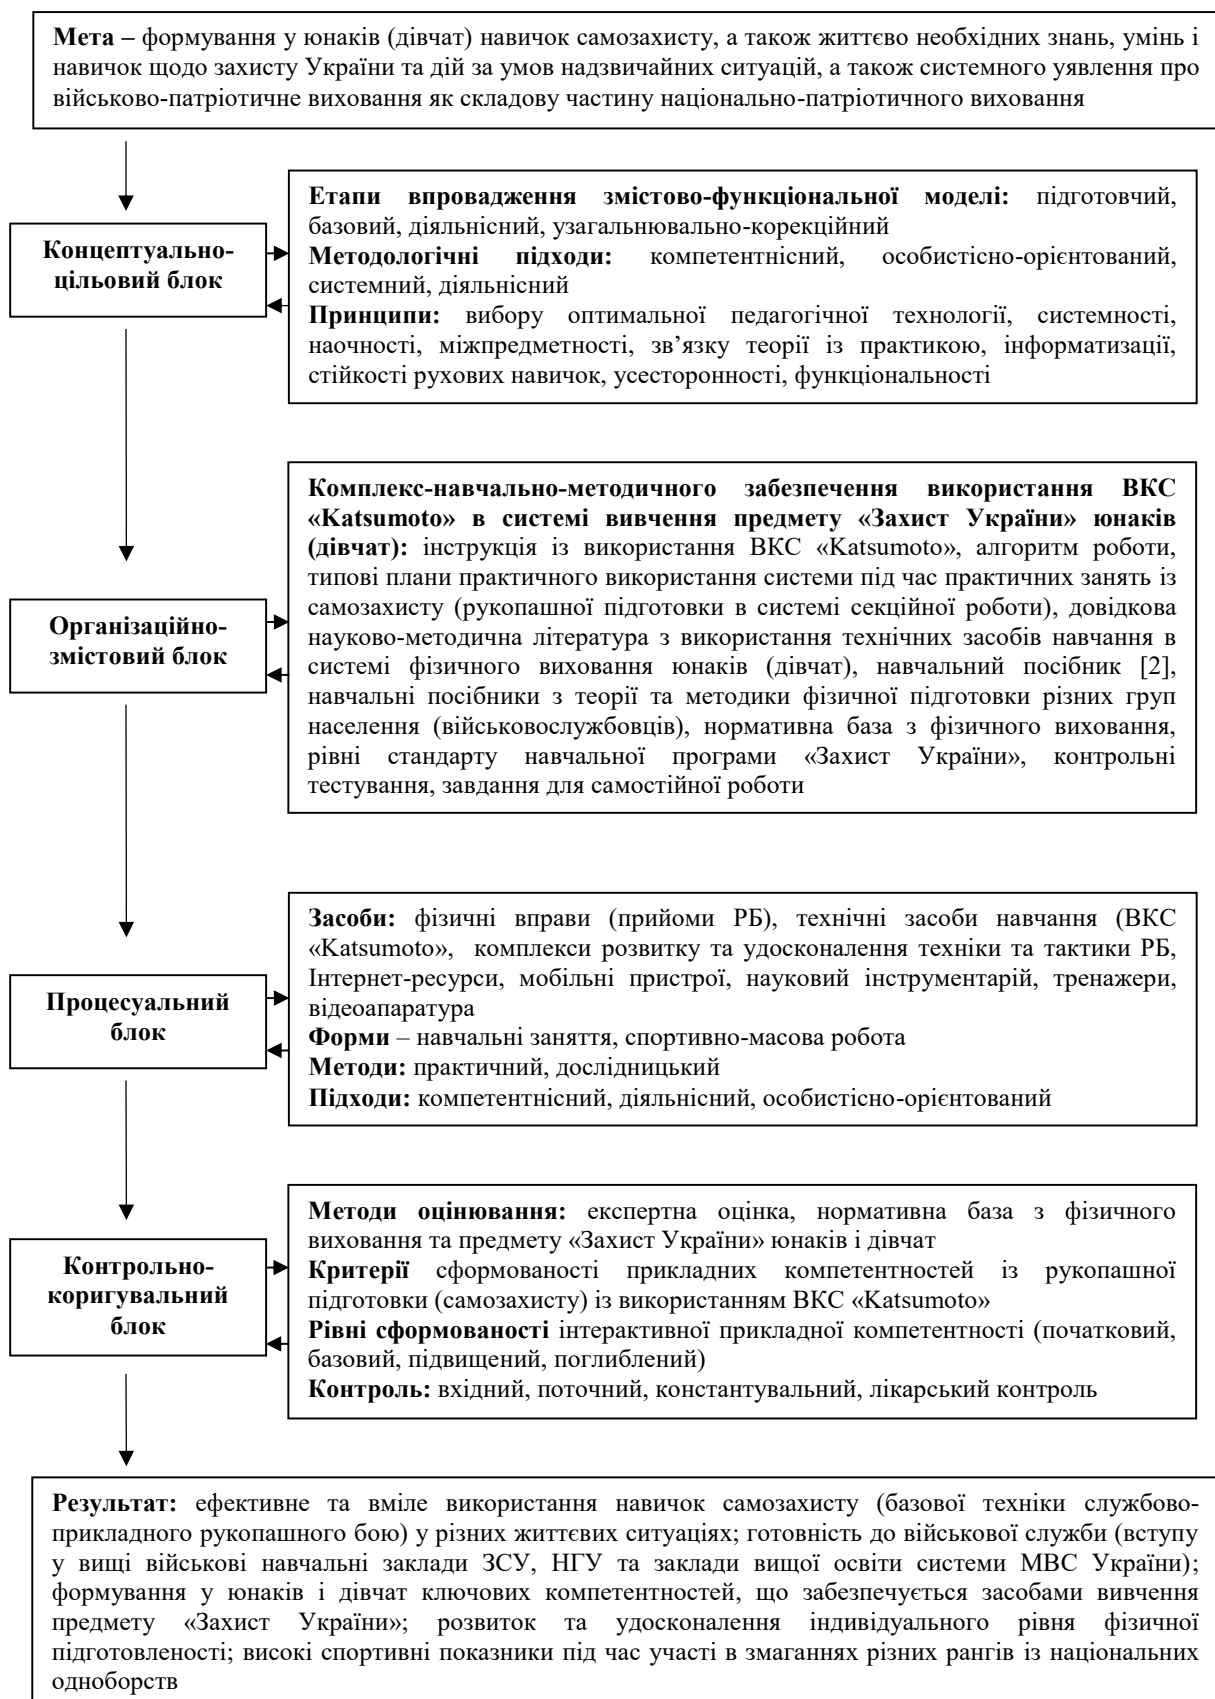 Мета – формування у юнаків (дівчат) навичок самозахисту, а також життєво необхідних знань, умінь і
навичок щодо захисту України та дій за умов надзвичайних ситуацій, а також системного уявлення про
військово-патріотичне виховання як складову частину національно-патріотичного виховання
Концептуально-
цільовий блок
Етапи впровадження змістово-функціональної моделі: підготовчий,
базовий, діяльнісний, узагальнювально-корекційний
Методологічні підходи: компетентнісний, особистісно-орієнтований,
системний, діяльнісний
Принципи: вибору оптимальної педагогічної технології, системності,
наочності, міжпредметності, зв’язку теорії із практикою, інформатизації,
стійкості рухових навичок, усесторонності, функціональності
Організаційно-
змістовий блок
Комплекс-навчально-методичного забезпечення використання ВКС
«Katsumoto» в системі вивчення предмету «Захист України» юнаків
(дівчат): інструкція із використання ВКС «Katsumoto», алгоритм роботи,
типові плани практичного використання системи під час практичних занять із
самозахисту (рукопашної підготовки в системі секційної роботи), довідкова
науково-методична література з використання технічних засобів навчання в
системі фізичного виховання юнаків (дівчат), навчальний посібник [2],
навчальні посібники з теорії та методики фізичної підготовки різних груп
населення (військовослужбовців), нормативна база з фізичного виховання,
рівні стандарту навчальної програми «Захист України», контрольні
тестування, завдання для самостійної роботи
Процесуальний
блок
Засоби: фізичні вправи (прийоми РБ), технічні засоби навчання (ВКС
«Katsumoto», комплекси розвитку та удосконалення техніки та тактики РБ,
Інтернет-ресурси, мобільні пристрої, науковий інструментарій, тренажери,
відеоапаратура
Форми – навчальні заняття, спортивно-масова робота
Методи: практичний, дослідницький
Підходи: компетентнісний, діяльнісний, особистісно-орієнтований
Контрольно-
коригувальний
блок
Методи оцінювання: експертна оцінка, нормативна база з фізичного
виховання та предмету «Захист України» юнаків і дівчат
Критерії сформованості прикладних компетентностей із рукопашної
підготовки (самозахисту) із використанням ВКС «Katsumoto»
Рівні сформованості інтерактивної прикладної компетентності (початковий,
базовий, підвищений, поглиблений)
Контроль: вхідний, поточний, константувальний, лікарський контроль
Результат: ефективне та вміле використання навичок самозахисту (базової техніки службово-
прикладного рукопашного бою) у різних життєвих ситуаціях; готовність до військової служби (вступу
у вищі військові навчальні заклади ЗСУ, НГУ та заклади вищої освіти системи МВС України);
формування у юнаків і дівчат ключових компетентностей, що забезпечується засобами вивчення
предмету «Захист України»; розвиток та удосконалення індивідуального рівня фізичної
підготовленості; високі спортивні показники під час участі в змаганнях різних рангів із національних
одноборств